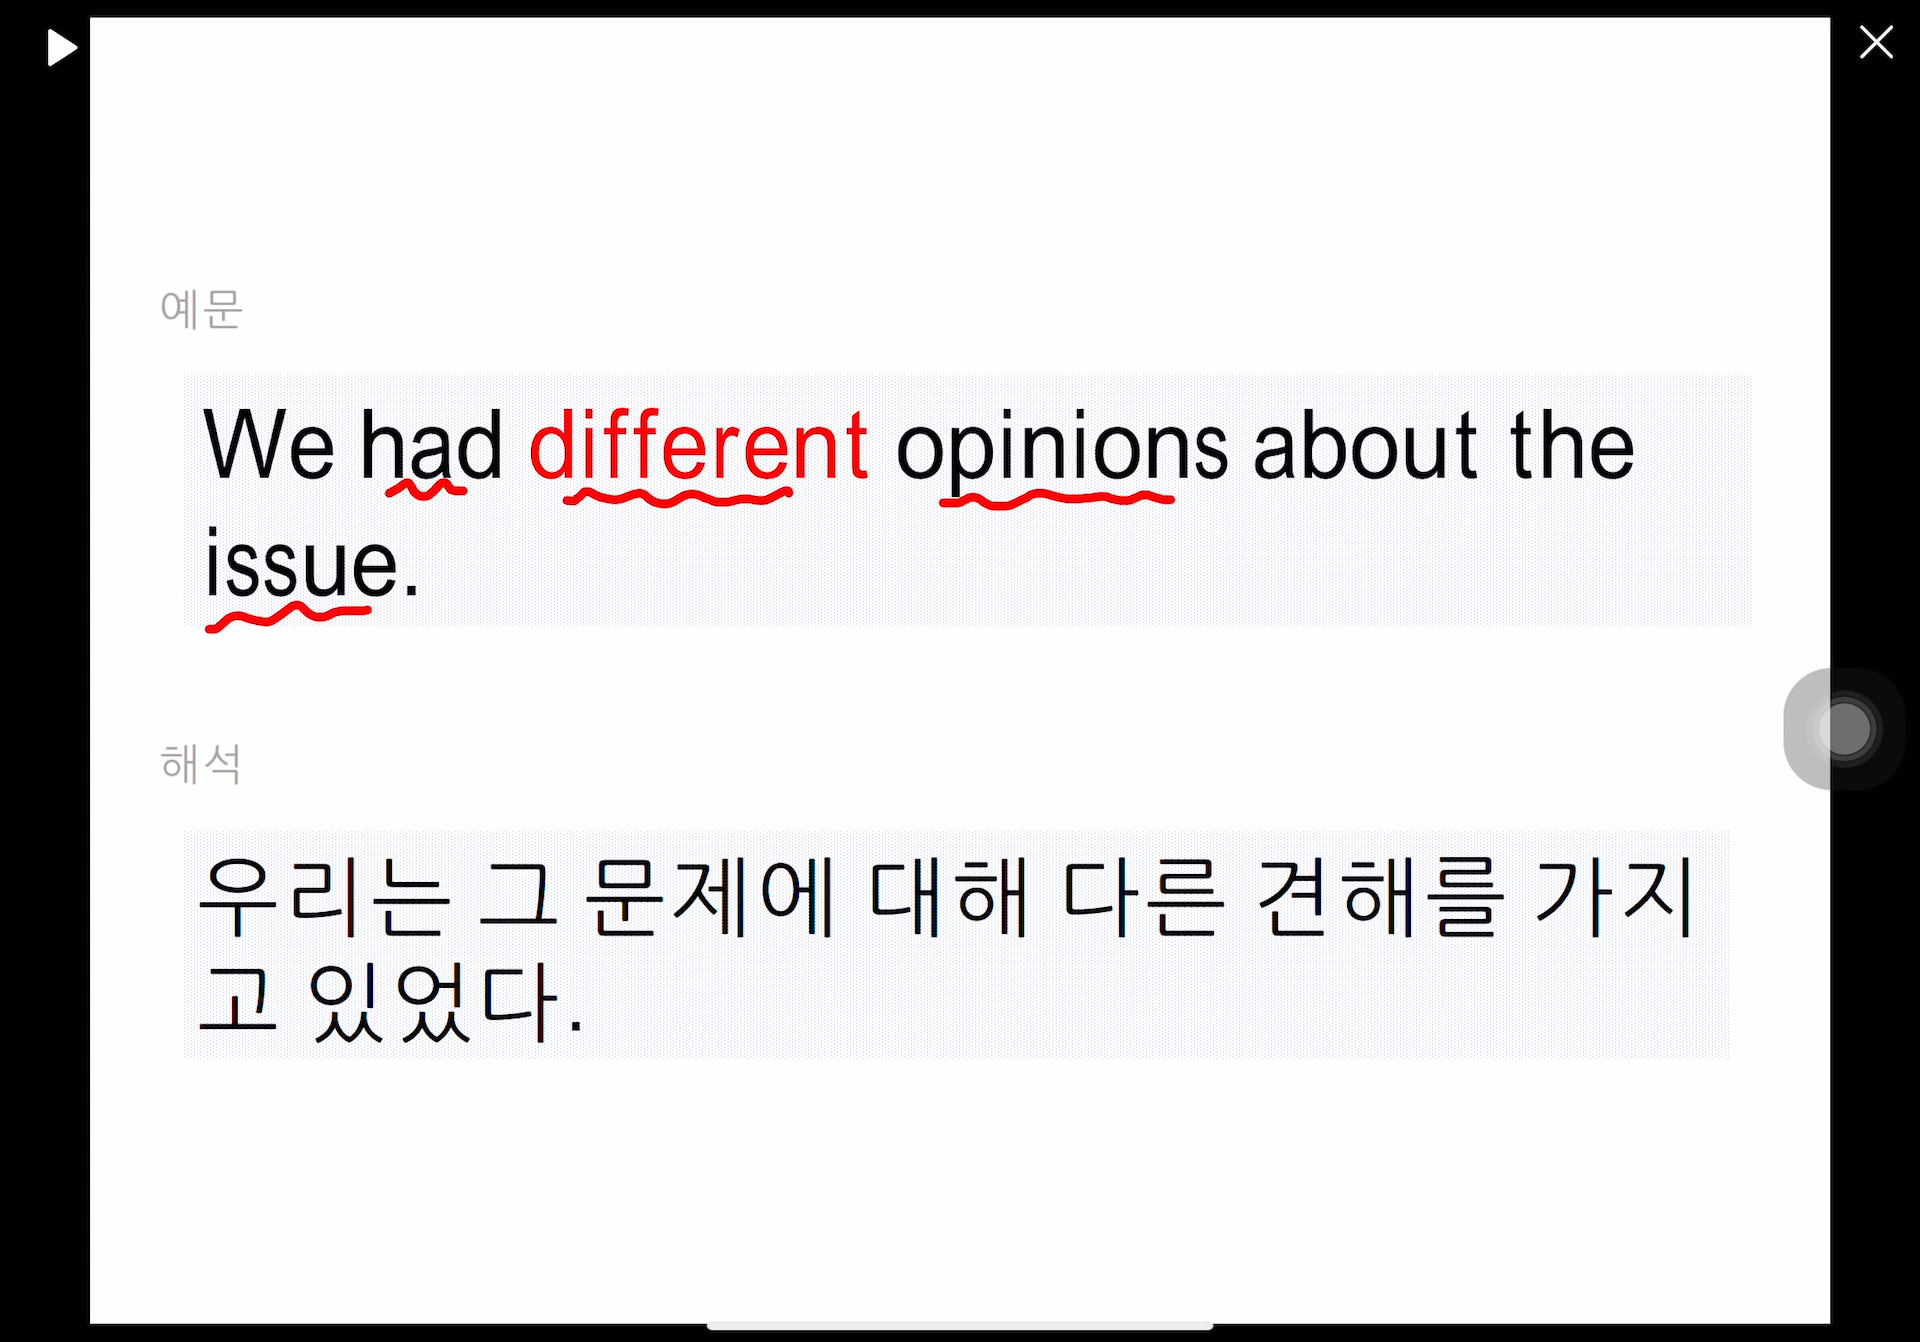 예문
We had different opinions about the
issue.
해석
우리는 그 문제에 대해 다른 견해를 가지
고 있었다.